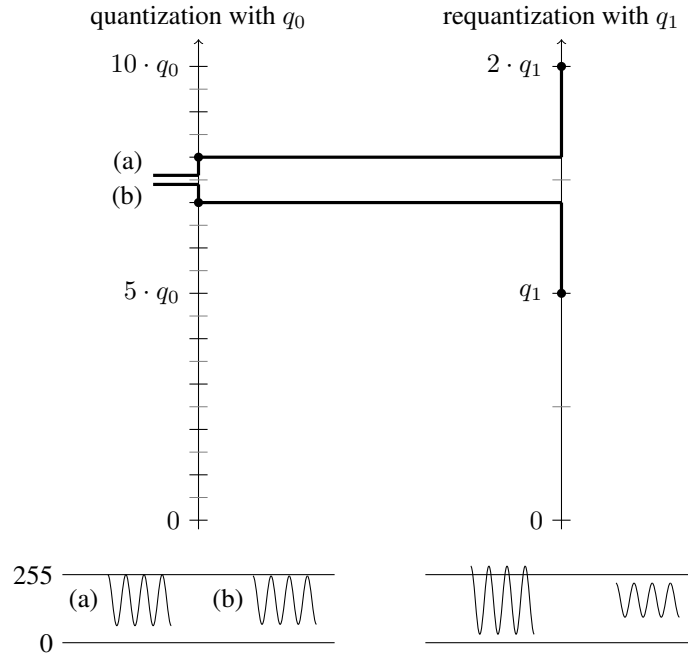 quantization with q₀ requantization with q₁
10 · q₀ 2 · q₁
(a)
(b)
5 · q₀ q₁
0 0
255
(a) (b)
0